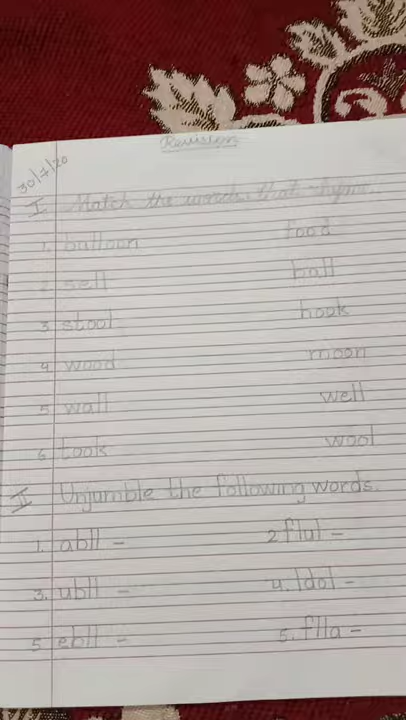 Revision
30/7/20
I Match the words that rhyme.
1. balloon food
2. sell ball
3. stool hook
4. wood moon
5. wall well
6. took wool
II Unjumble the following words.
1. abll - 2 flul -
3. ubll - 4. ldol -
5 ebll - 5. flla -